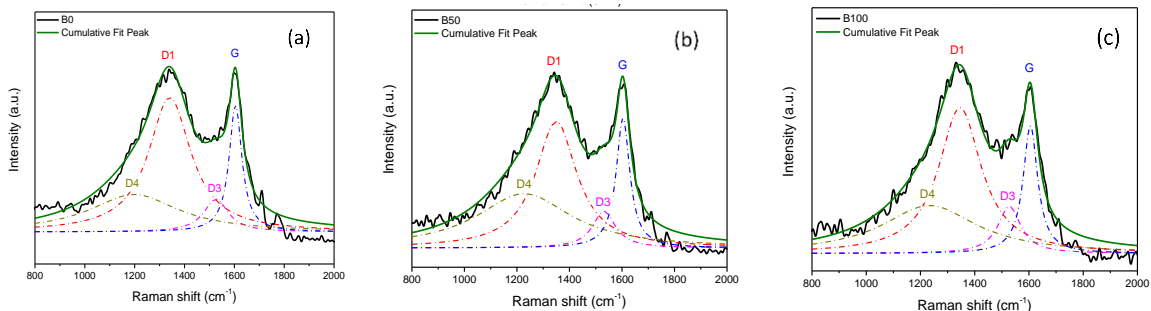 B0
Cumulative Fit Peak
(a)
D1
G
D4
D3
Intensity (a.u.)
800 1000 1200 1400 1600 1800 2000
Raman shift (cm⁻¹)
B50
Cumulative Fit Peak
(b)
D1
G
D4
D3
Intensity (a.u.)
800 1000 1200 1400 1600 1800 2000
Raman shift (cm⁻¹)
B100
Cumulative Fit Peak
(c)
D1
G
D4
D3
Intensity (a.u.)
800 1000 1200 1400 1600 1800 2000
Raman shift (cm⁻¹)